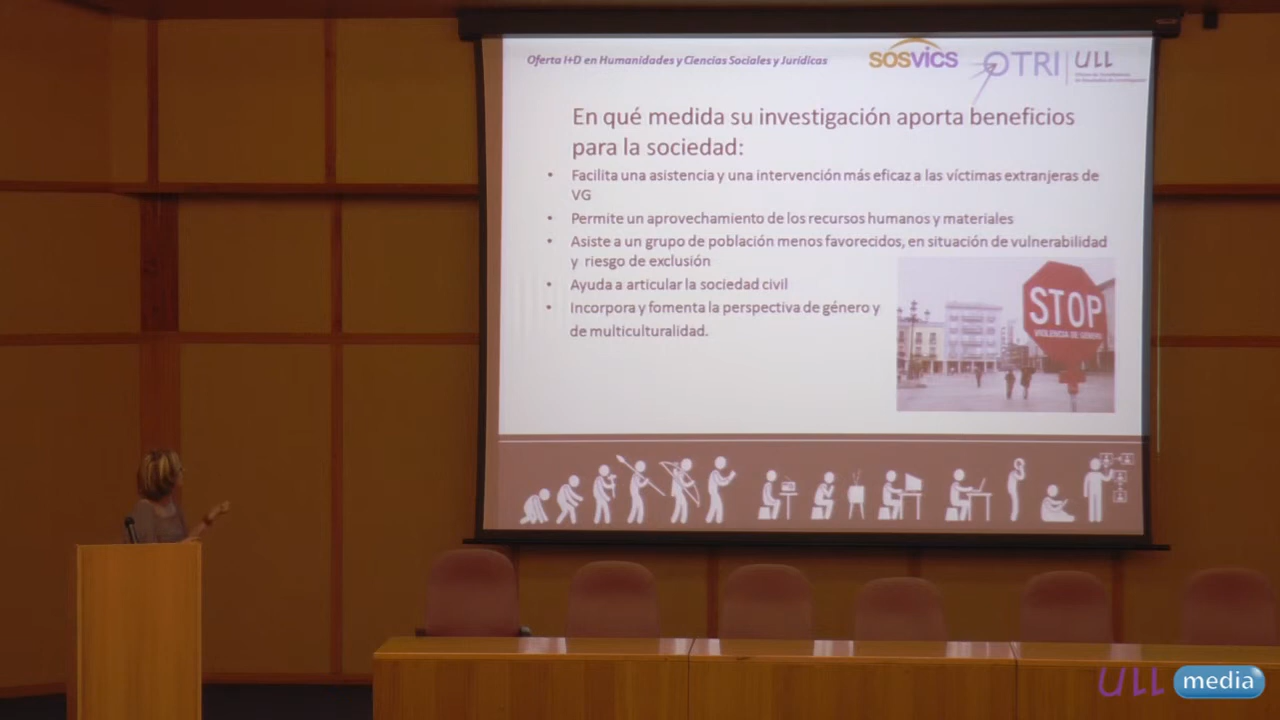 Oferta I+D en Humanidades y Ciencias Sociales y Jurídicas
SOSVICS
OTRI
ULL
En qué medida su investigación aporta beneficios
para la sociedad:
• Facilita una asistencia y una intervención más eficaz a las víctimas extranjeras de
VG
• Permite un aprovechamiento de los recursos humanos y materiales
• Asiste a un grupo de población menos favorecidos, en situación de vulnerabilidad
y riesgo de exclusión
• Ayuda a articular la sociedad civil
• Incorpora y fomenta la perspectiva de género y
de multiculturalidad.
STOP
VIOLENCIA DE GÉNERO
ULL media